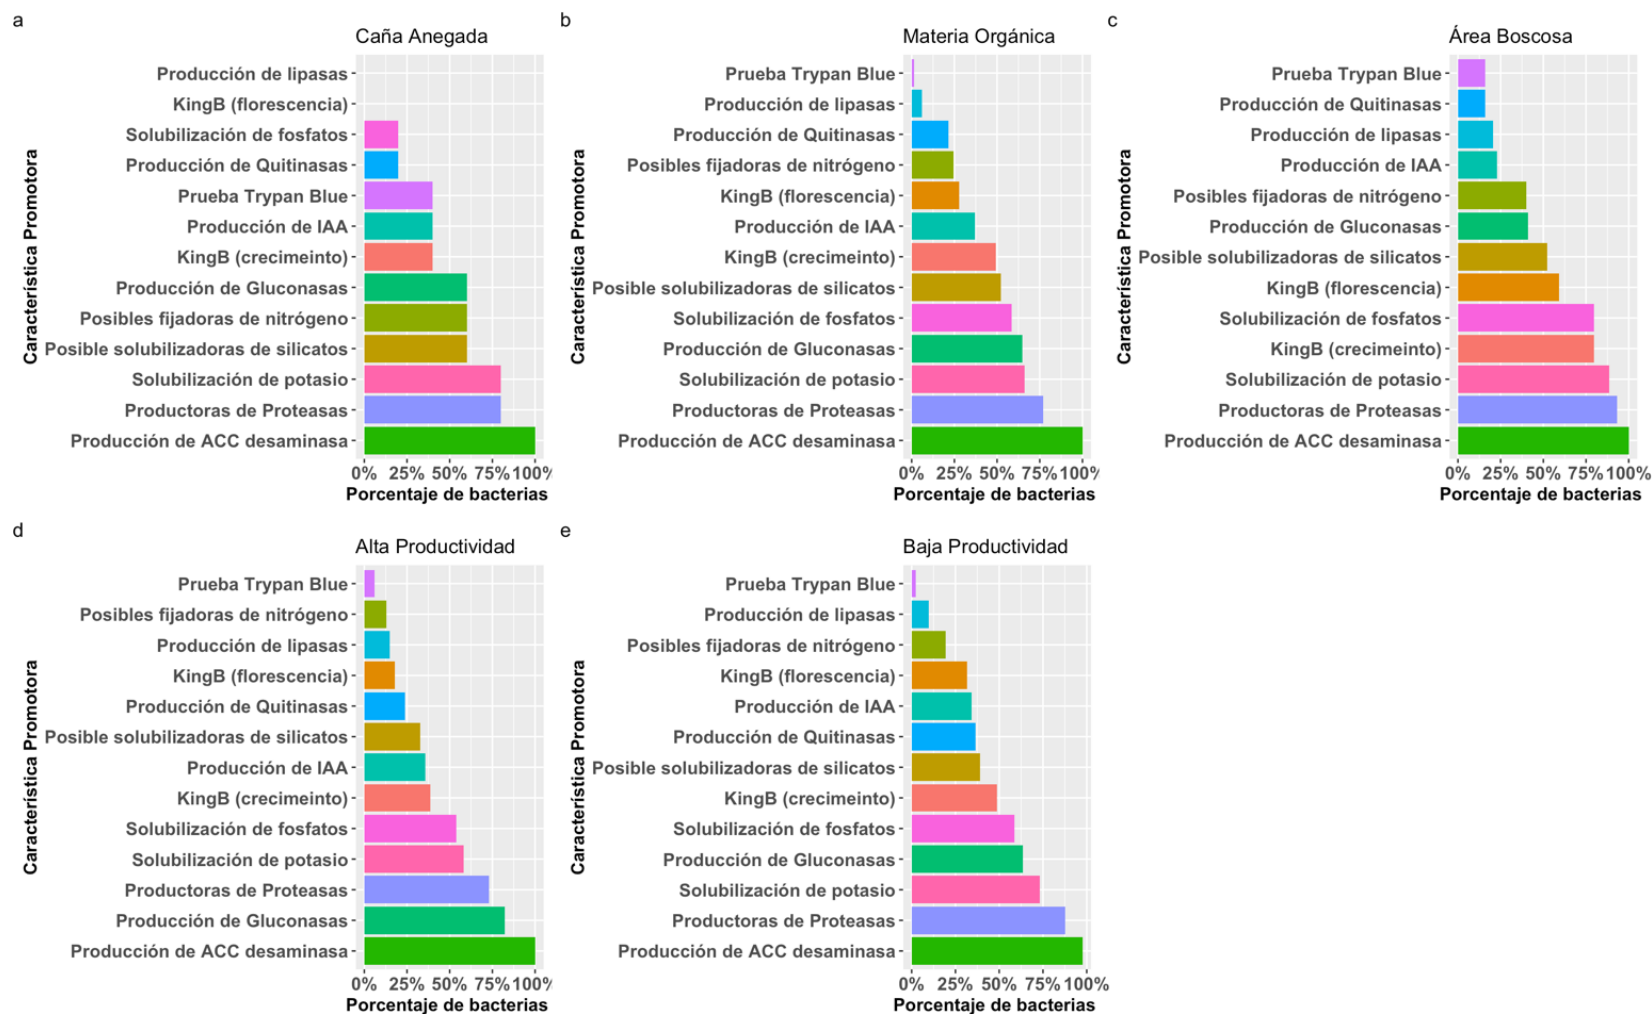 a
Caña Anegada
Característica Promotora
Producción de lipasas
KingB (florescencia)
Solubilización de fosfatos
Producción de Quitinasas
Prueba Trypan Blue
Producción de IAA
KingB (crecimeinto)
Producción de Gluconasas
Posibles fijadoras de nitrógeno
Posible solubilizadoras de silicatos
Solubilización de potasio
Productoras de Proteasas
Producción de ACC desaminasa
0% 25% 50% 75% 100%
Porcentaje de bacterias
b
Materia Orgánica
Característica Promotora
Prueba Trypan Blue
Producción de lipasas
Producción de Quitinasas
Posibles fijadoras de nitrógeno
KingB (florescencia)
Producción de IAA
KingB (crecimeinto)
Posible solubilizadoras de silicatos
Solubilización de fosfatos
Producción de Gluconasas
Solubilización de potasio
Productoras de Proteasas
Producción de ACC desaminasa
0% 25% 50% 75% 100%
Porcentaje de bacterias
c
Área Boscosa
Característica Promotora
Prueba Trypan Blue
Producción de Quitinasas
Producción de lipasas
Producción de IAA
Posibles fijadoras de nitrógeno
Producción de Gluconasas
Posible solubilizadoras de silicatos
KingB (florescencia)
Solubilización de fosfatos
KingB (crecimeinto)
Solubilización de potasio
Productoras de Proteasas
Producción de ACC desaminasa
0% 25% 50% 75% 100%
Porcentaje de bacterias
d
Alta Productividad
Característica Promotora
Prueba Trypan Blue
Posibles fijadoras de nitrógeno
Producción de lipasas
KingB (florescencia)
Producción de Quitinasas
Posible solubilizadoras de silicatos
Producción de IAA
KingB (crecimeinto)
Solubilización de fosfatos
Solubilización de potasio
Productoras de Proteasas
Producción de Gluconasas
Producción de ACC desaminasa
0% 25% 50% 75% 100%
Porcentaje de bacterias
e
Baja Productividad
Característica Promotora
Prueba Trypan Blue
Producción de lipasas
Posibles fijadoras de nitrógeno
KingB (florescencia)
Producción de IAA
Producción de Quitinasas
Posible solubilizadoras de silicatos
KingB (crecimeinto)
Solubilización de fosfatos
Producción de Gluconasas
Solubilización de potasio
Productoras de Proteasas
Producción de ACC desaminasa
0% 25% 50% 75% 100%
Porcentaje de bacterias